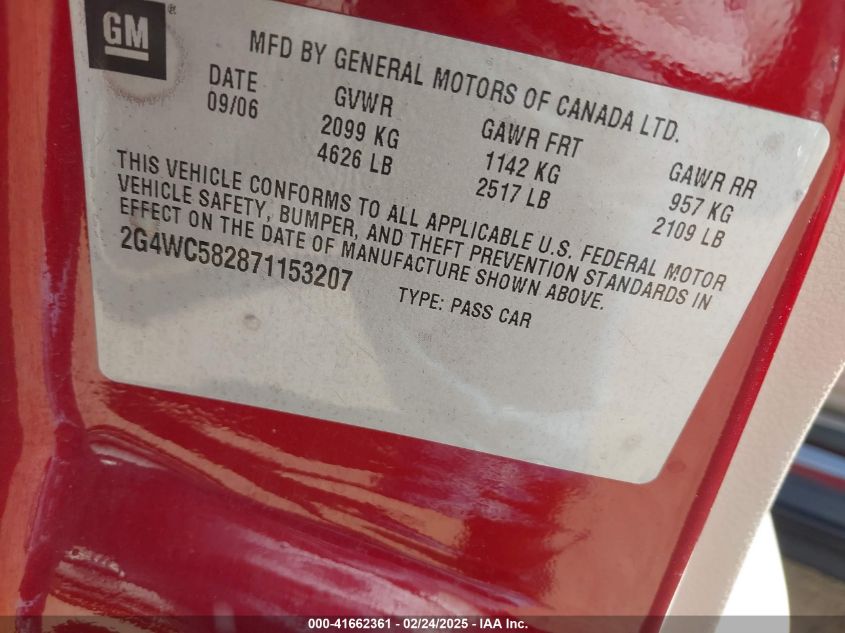 GM ®
MFD BY GENERAL MOTORS OF CANADA LTD.
DATE GVWR GAWR FRT GAWR RR
09/06 2099 KG 1142 KG 957 KG
4626 LB 2517 LB 2109 LB
THIS VEHICLE CONFORMS TO ALL APPLICABLE U.S. FEDERAL MOTOR
VEHICLE SAFETY, BUMPER, AND THEFT PREVENTION STANDARDS IN
EFFECT ON THE DATE OF MANUFACTURE SHOWN ABOVE.
2G4WC582871153207 TYPE: PASS CAR
000-41662361 - 02/24/2025 - IAA Inc.